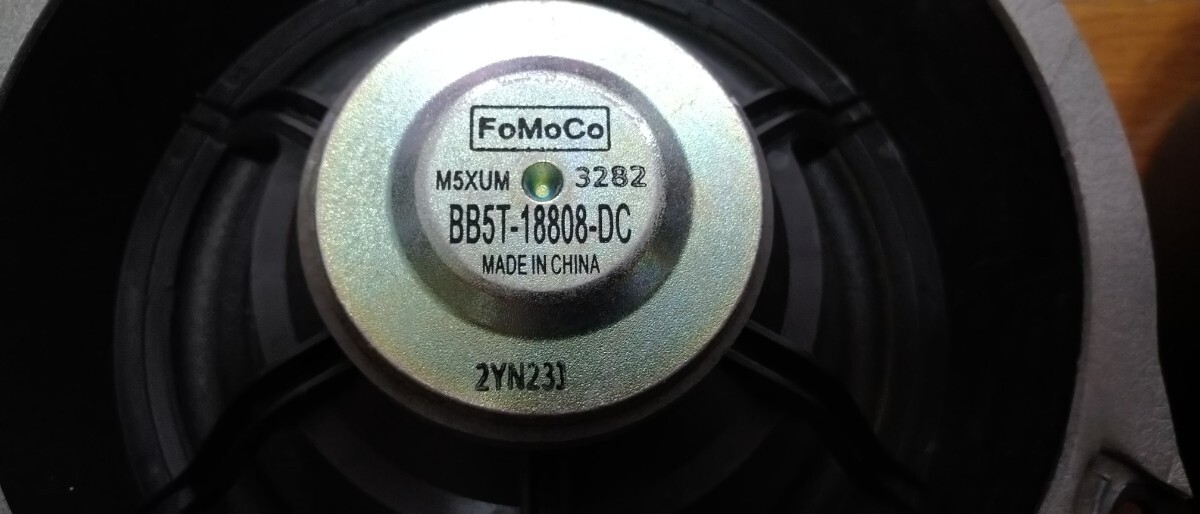 FoMoCo
M5XUM 3282
BB5T-18808-DC
MADE IN CHINA
2YN23J